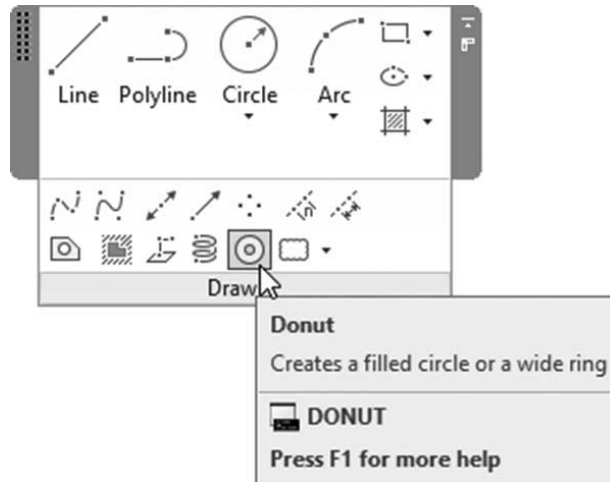 Line Polyline Circle Arc
Draw
Donut
Creates a filled circle or a wide ring
DONUT
Press F1 for more help